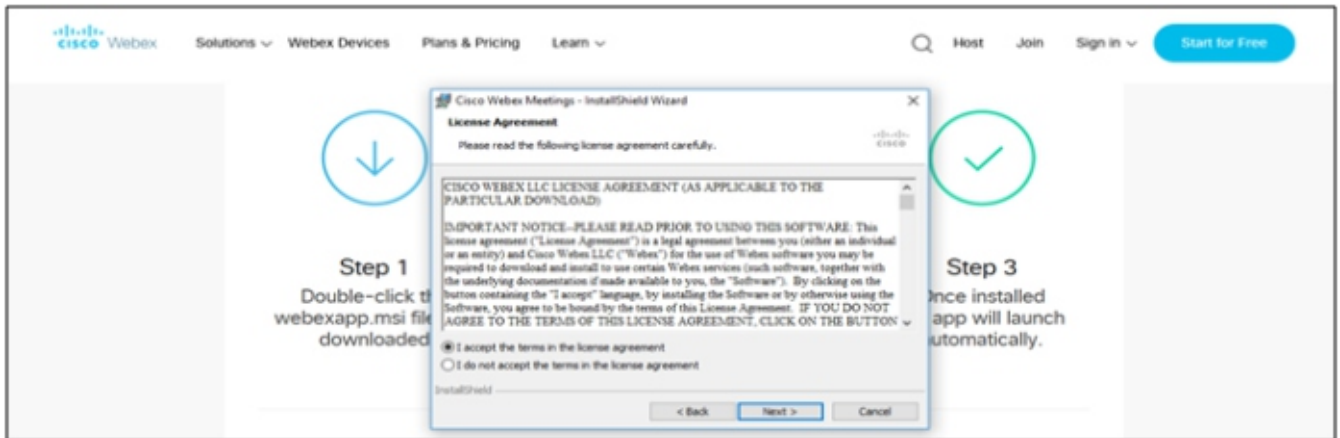 CISCO Webex Solutions Webex Devices Plans & Pricing Learn Host Join Sign in Start for Free
Cisco Webex Meetings - InstallShield Wizard
License Agreement
Please read the following license agreement carefully.
CISCO
CISCO WEBEX LLC LICENSE AGREEMENT (AS APPLICABLE TO THE
PARTICULAR DOWNLOAD)
IMPORTANT NOTICE--PLEASE READ PRIOR TO USING THIS SOFTWARE: This
license agreement ("License Agreement") is a legal agreement between you (either an individual
or an entity) and Cisco Webex LLC ("Webex") for the use of Webex software you may be
required to download and install to use certain Webex services (such software, together with
the underlying documentation if made available to you, the "Software"). By clicking on the
button containing the "I accept" language, by installing the Software or by otherwise using the
Software, you agree to be bound by the terms of this License Agreement. IF YOU DO NOT
AGREE TO THE TERMS OF THIS LICENSE AGREEMENT, CLICK ON THE BUTTON
I accept the terms in the license agreement
I do not accept the terms in the license agreement
InstallShield
< Back Next > Cancel
Step 1
Double-click th
webexapp.msi file
downloaded
Step 3
Once installed
app will launch
utomatically.